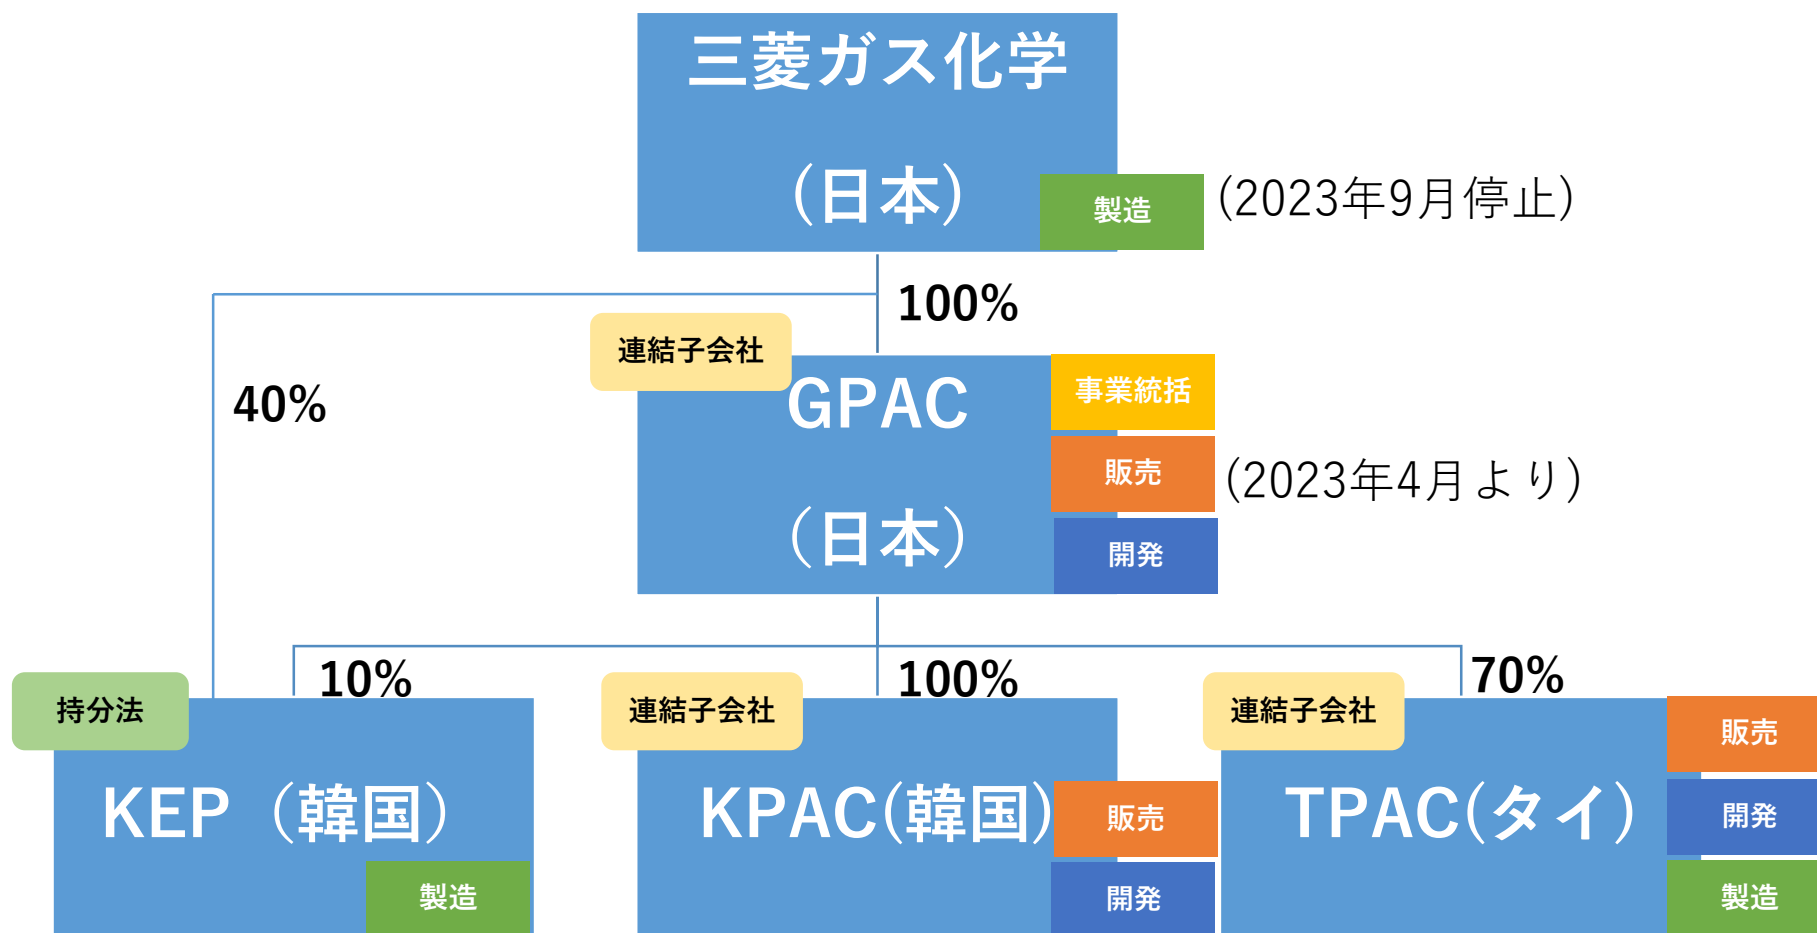 三菱ガス化学
（日本）
製造
(2023年9月停止)
100%
40%
連結子会社
GPAC
（日本）
事業統括
販売
(2023年4月より)
開発
10%
100%
70%
持分法
KEP（韓国）
製造
連結子会社
KPAC(韓国)
販売
開発
連結子会社
TPAC(タイ)
販売
開発
製造